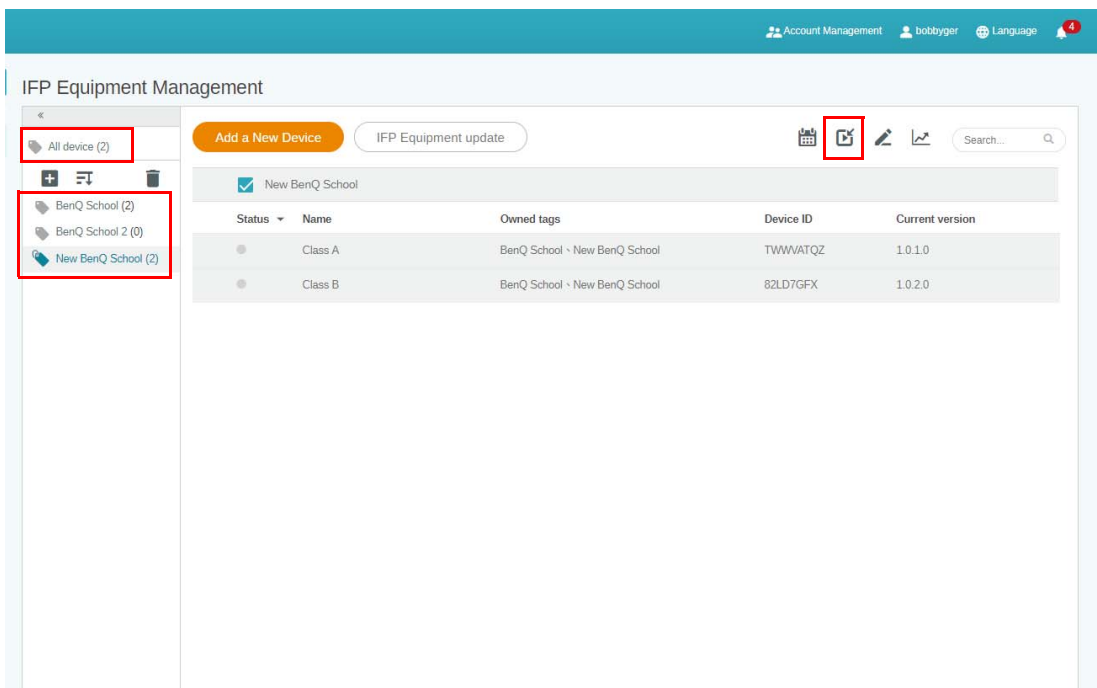 Account Management bobbyger Language 4
IFP Equipment Management
«
All device (2)
Add a New Device IFP Equipment update Search...
New BenQ School
BenQ School (2)
BenQ School 2 (0)
New BenQ School (2)
Status Name Owned tags Device ID Current version
Class A BenQ School、New BenQ School TWWVATQZ 1.0.1.0
Class B BenQ School、New BenQ School 82LD7GFX 1.0.2.0